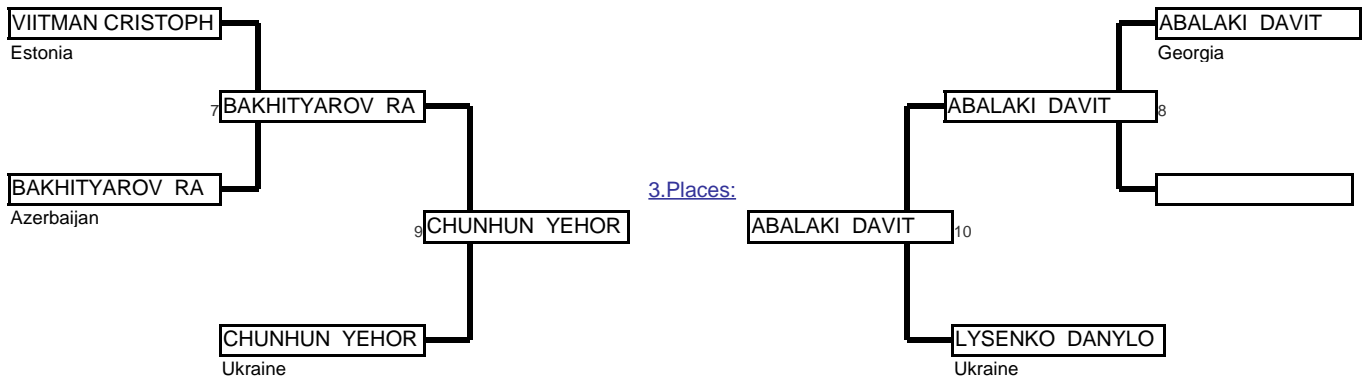 VIITMAN CRISTOPH
Estonia
ABALAKI DAVIT
Georgia
7
BAKHITYAROV RA
ABALAKI DAVIT
8
BAKHITYAROV RA
Azerbaijan
3.Places:
9
CHUNHUN YEHOR
ABALAKI DAVIT
10
CHUNHUN YEHOR
Ukraine
LYSENKO DANYLO
Ukraine